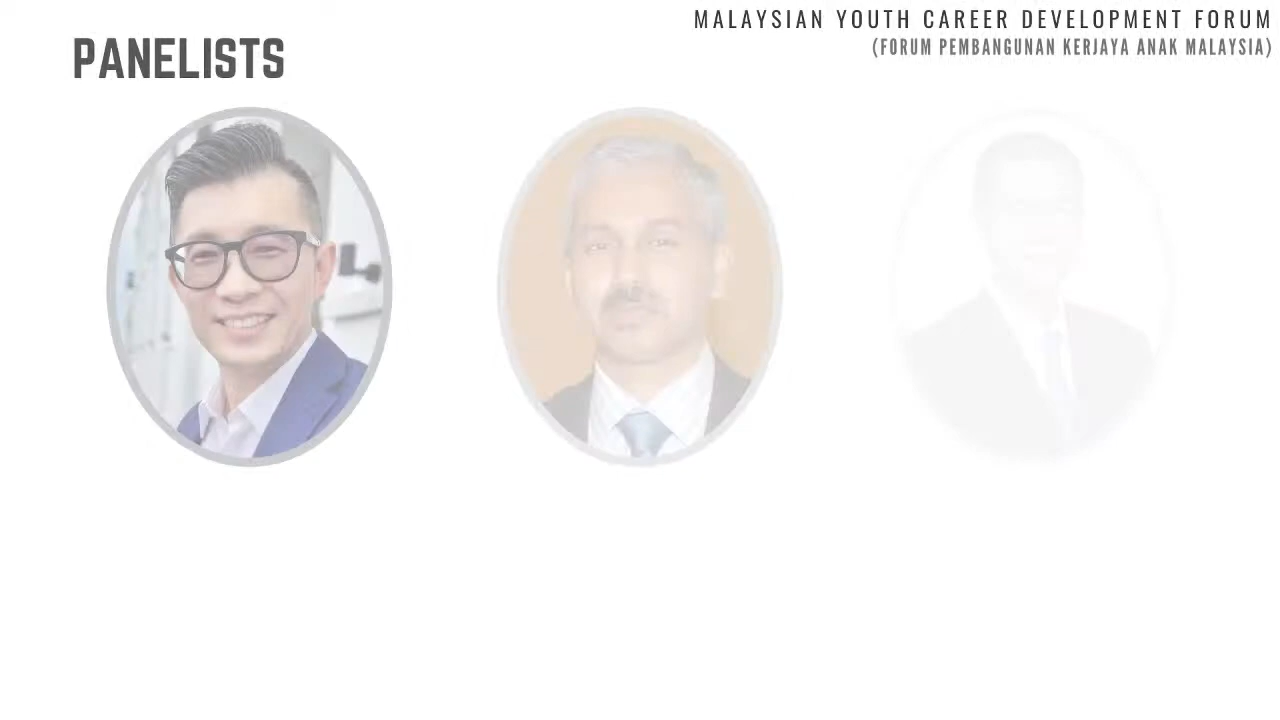 MALAYSIAN YOUTH CAREER DEVELOPMENT FORUM
(FORUM PEMBANGUNAN KERJAYA ANAK MALAYSIA)
PANELISTS